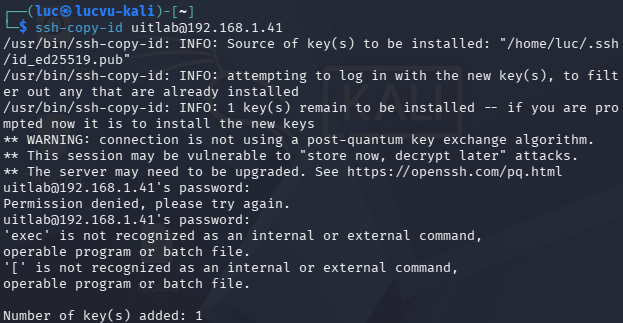 ┌──(luc㉿lucvu-kali)-[~]
└─$ ssh-copy-id uitlab@192.168.1.41
/usr/bin/ssh-copy-id: INFO: Source of key(s) to be installed: "/home/luc/.ssh
/id_ed25519.pub"
/usr/bin/ssh-copy-id: INFO: attempting to log in with the new key(s), to filt
er out any that are already installed
/usr/bin/ssh-copy-id: INFO: 1 key(s) remain to be installed -- if you are pro
mpted now it is to install the new keys
** WARNING: connection is not using a post-quantum key exchange algorithm.
** This session may be vulnerable to "store now, decrypt later" attacks.
** The server may need to be upgraded. See https://openssh.com/pq.html
uitlab@192.168.1.41's password:
Permission denied, please try again.
uitlab@192.168.1.41's password:
'exec' is not recognized as an internal or external command,
operable program or batch file.
'[' is not recognized as an internal or external command,
operable program or batch file.
Number of key(s) added: 1
KALI